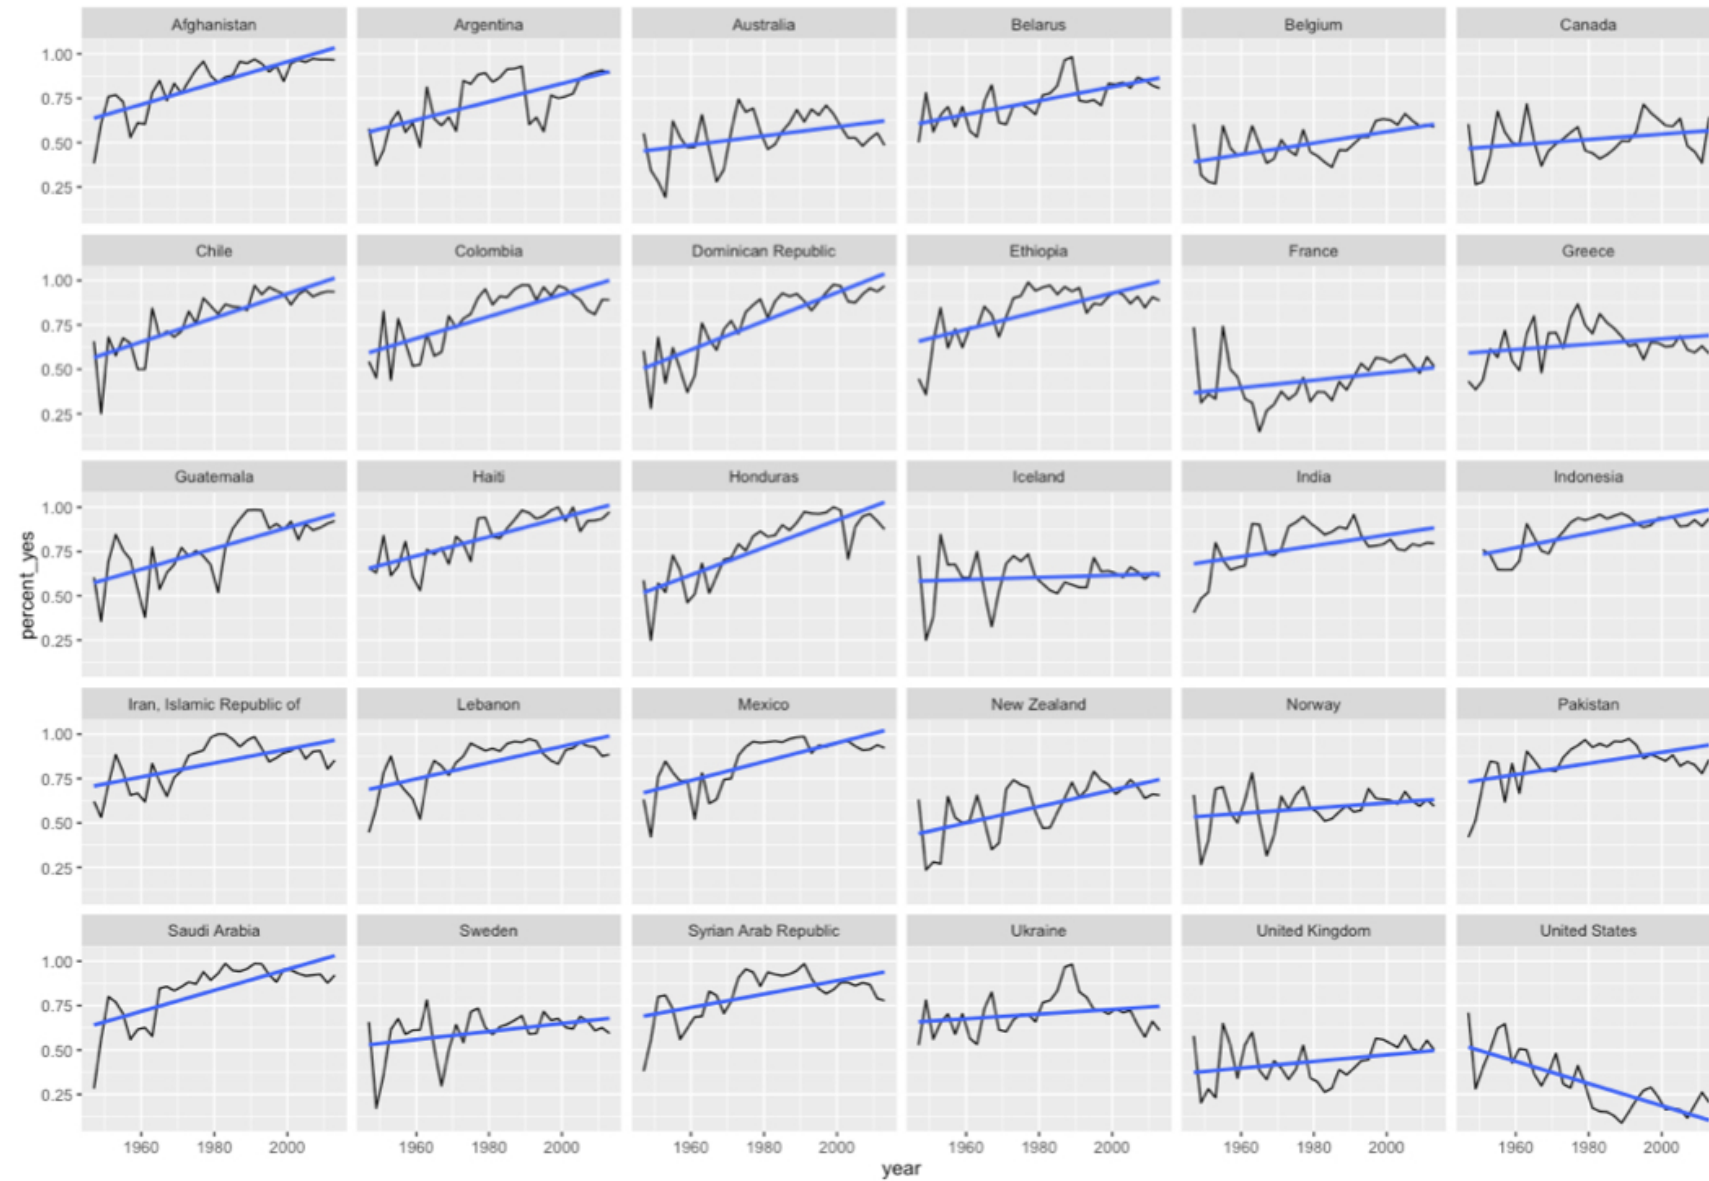 Afghanistan Argentina Australia Belarus Belgium Canada
1.00
0.75
0.50
0.25
Chile Colombia Dominican Republic Ethiopia France Greece
1.00
0.75
0.50
0.25
Guatemala Haiti Honduras Iceland India Indonesia
1.00
0.75
0.50
0.25
percent_yes
Iran, Islamic Republic of Lebanon Mexico New Zealand Norway Pakistan
1.00
0.75
0.50
0.25
Saudi Arabia Sweden Syrian Arab Republic Ukraine United Kingdom United States
1.00
0.75
0.50
0.25
1960 1980 2000 1960 1980 2000 1960 1980 2000 1960 1980 2000 1960 1980 2000 1960 1980 2000
year